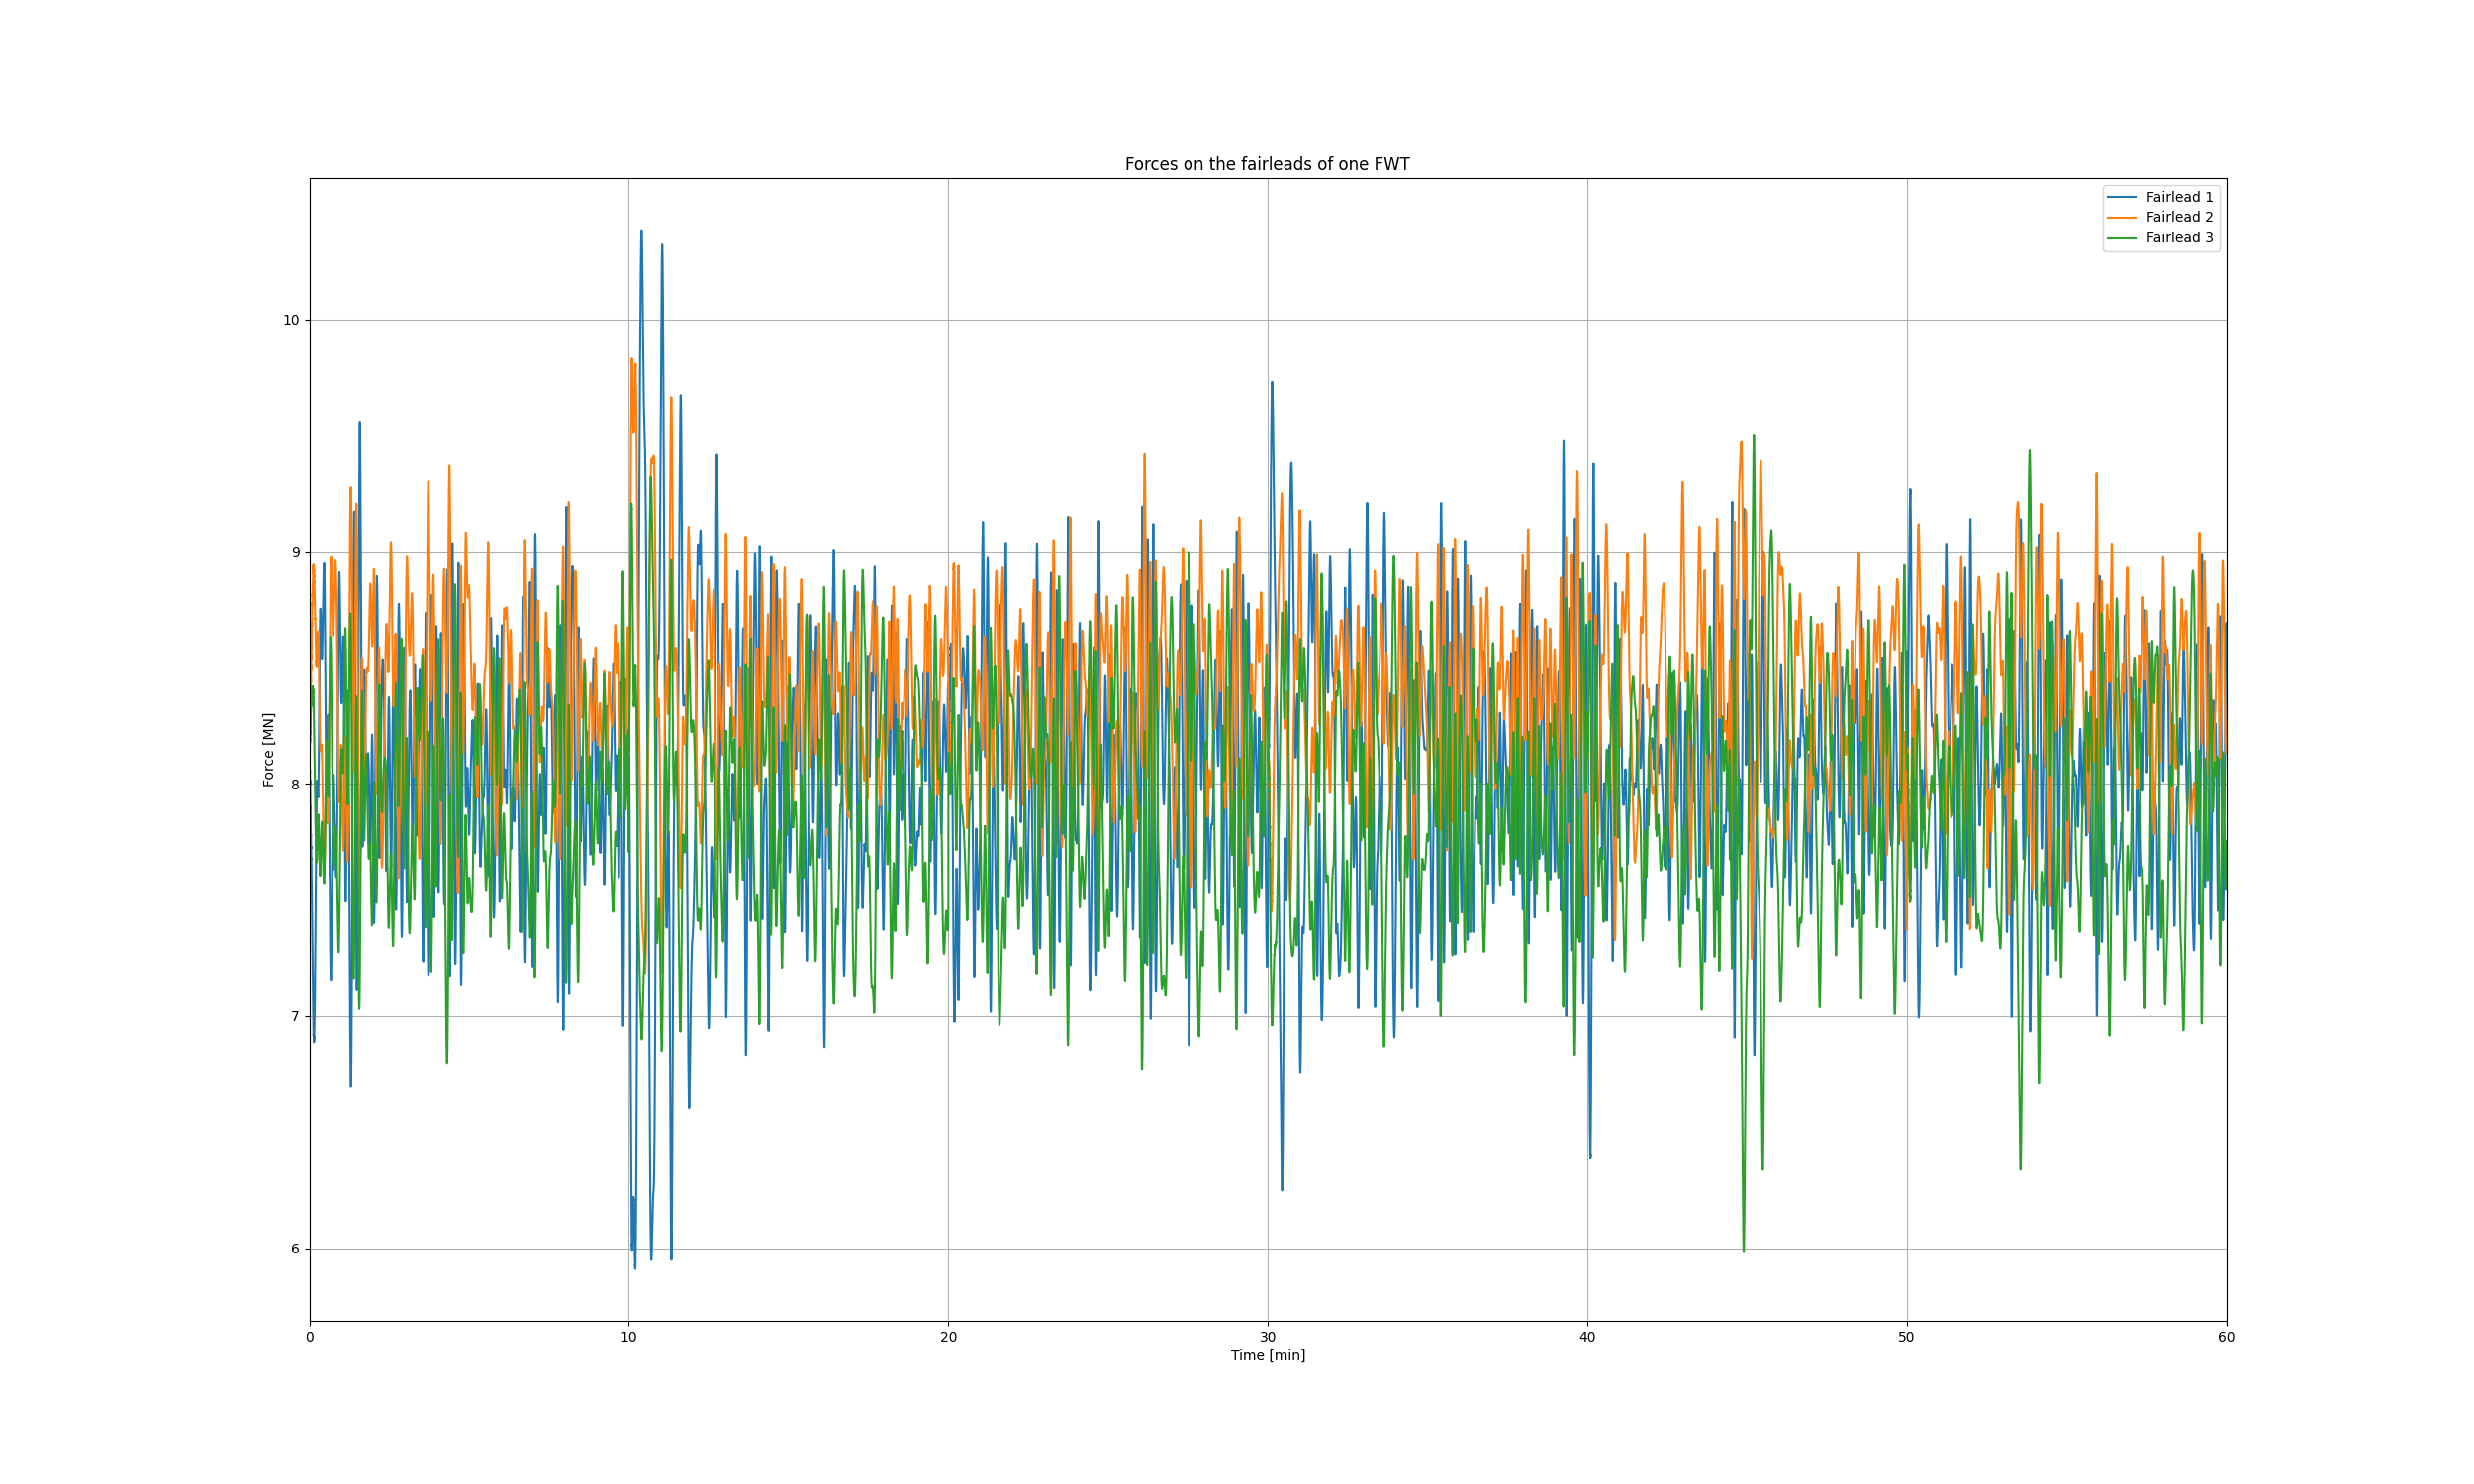 Forces on the fairleads of one FWT
Fairlead 1
Fairlead 2
Fairlead 3
Force [MN]
10
9
8
7
6
0 10 20 30 40 50 60
Time [min]